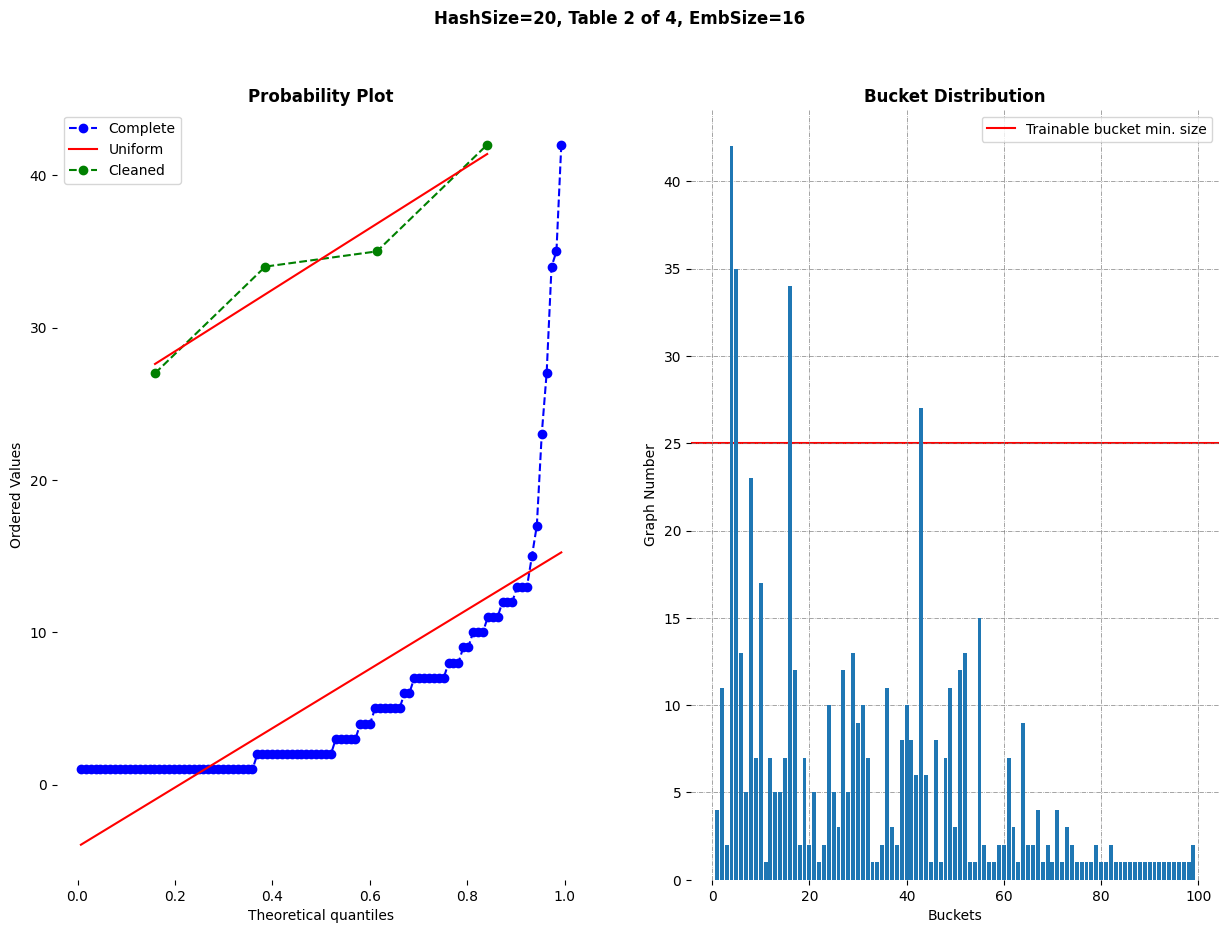 HashSize=20, Table 2 of 4, EmbSize=16
Probability Plot
Complete
Uniform
Cleaned
40
30
20
10
0
Ordered Values
0.0 0.2 0.4 0.6 0.8 1.0
Theoretical quantiles
Bucket Distribution
Trainable bucket min. size
40
35
30
25
20
15
10
5
0
Graph Number
0 20 40 60 80 100
Buckets